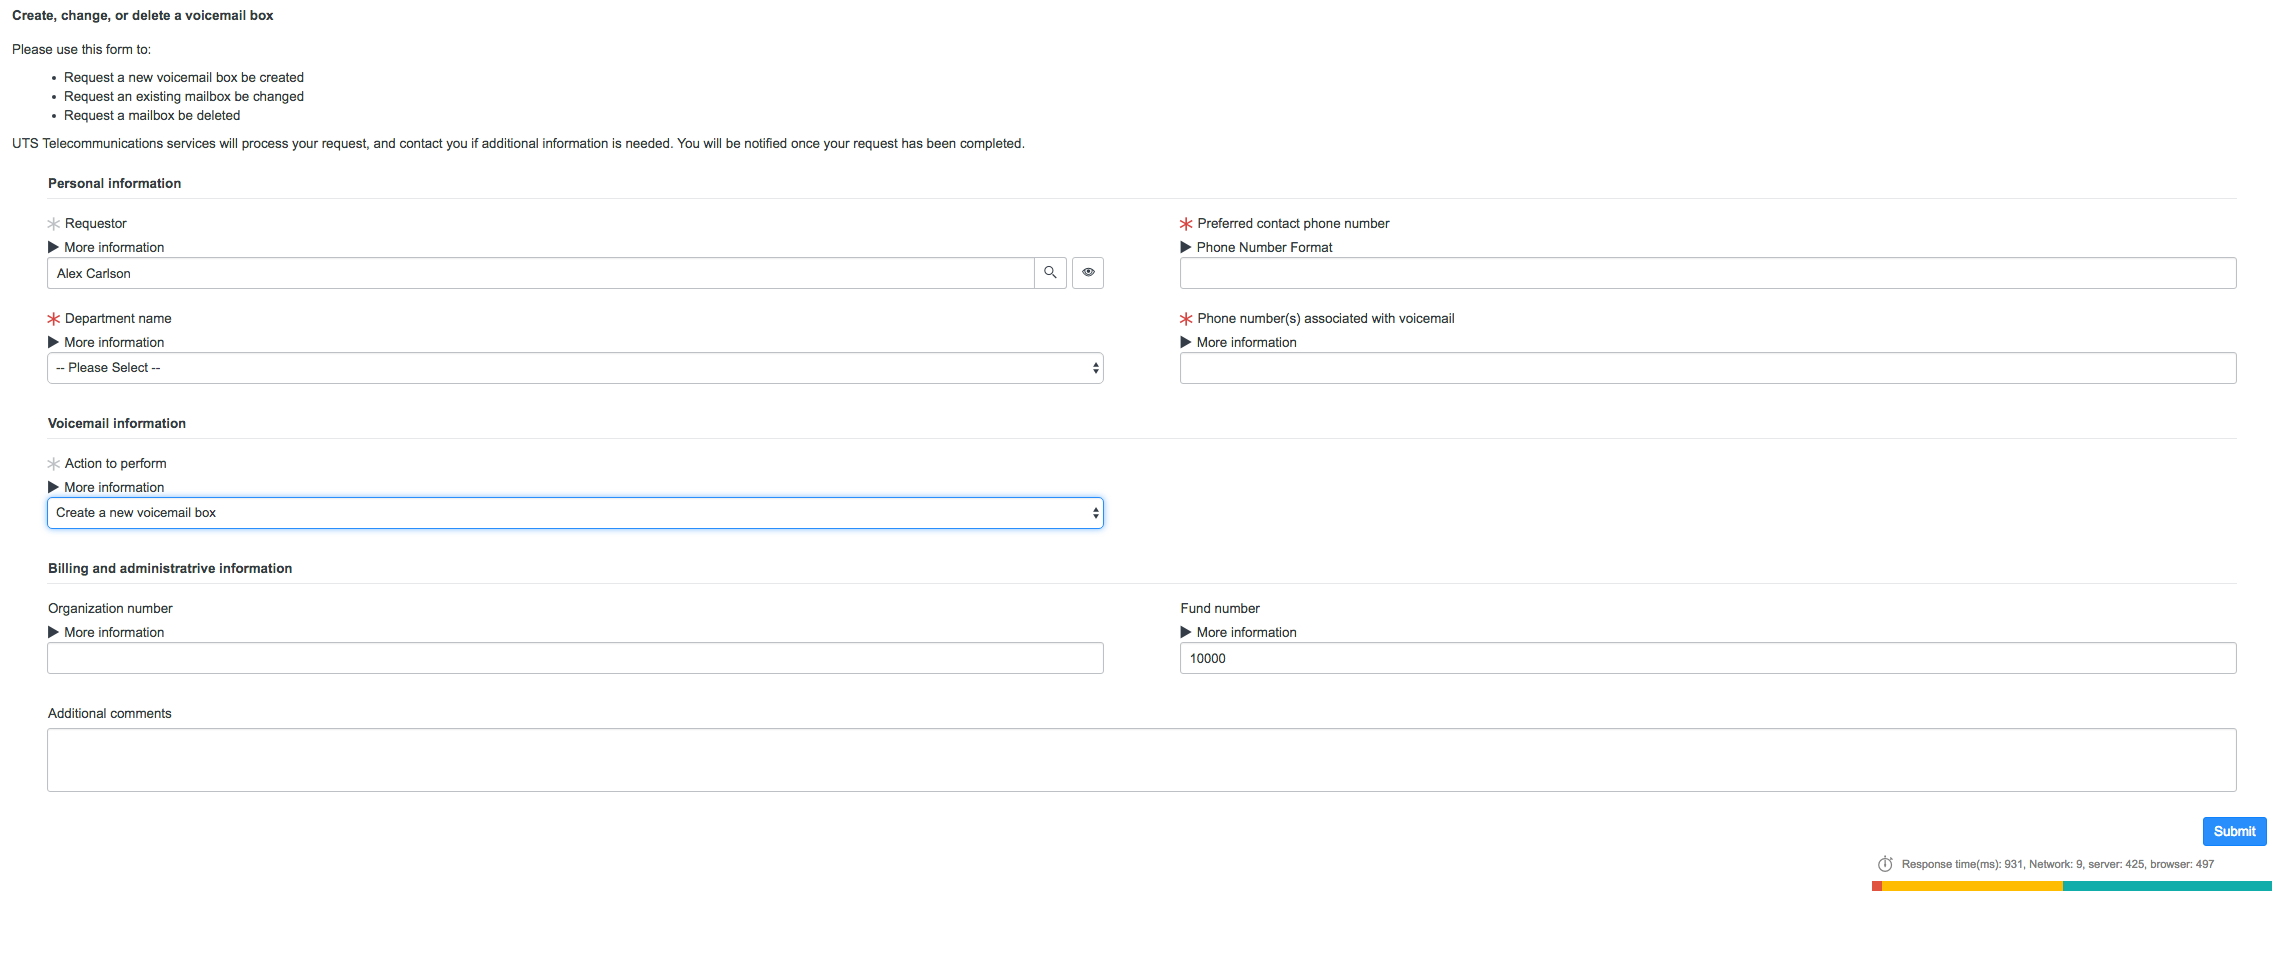 Create, change, or delete a voicemail box
Please use this form to:
• Request a new voicemail box be created
• Request an existing mailbox be changed
• Request a mailbox be deleted
UTS Telecommunications services will process your request, and contact you if additional information is needed. You will be notified once your request has been completed.
Personal information
Requestor
More information
Alex Carlson
Preferred contact phone number
Phone Number Format
Department name
More information
-- Please Select --
Phone number(s) associated with voicemail
More information
Voicemail information
Action to perform
More information
Create a new voicemail box
Billing and administratrive information
Organization number
More information
Fund number
More information
10000
Additional comments
Submit
Response time(ms): 931, Network: 9, server: 425, browser: 497